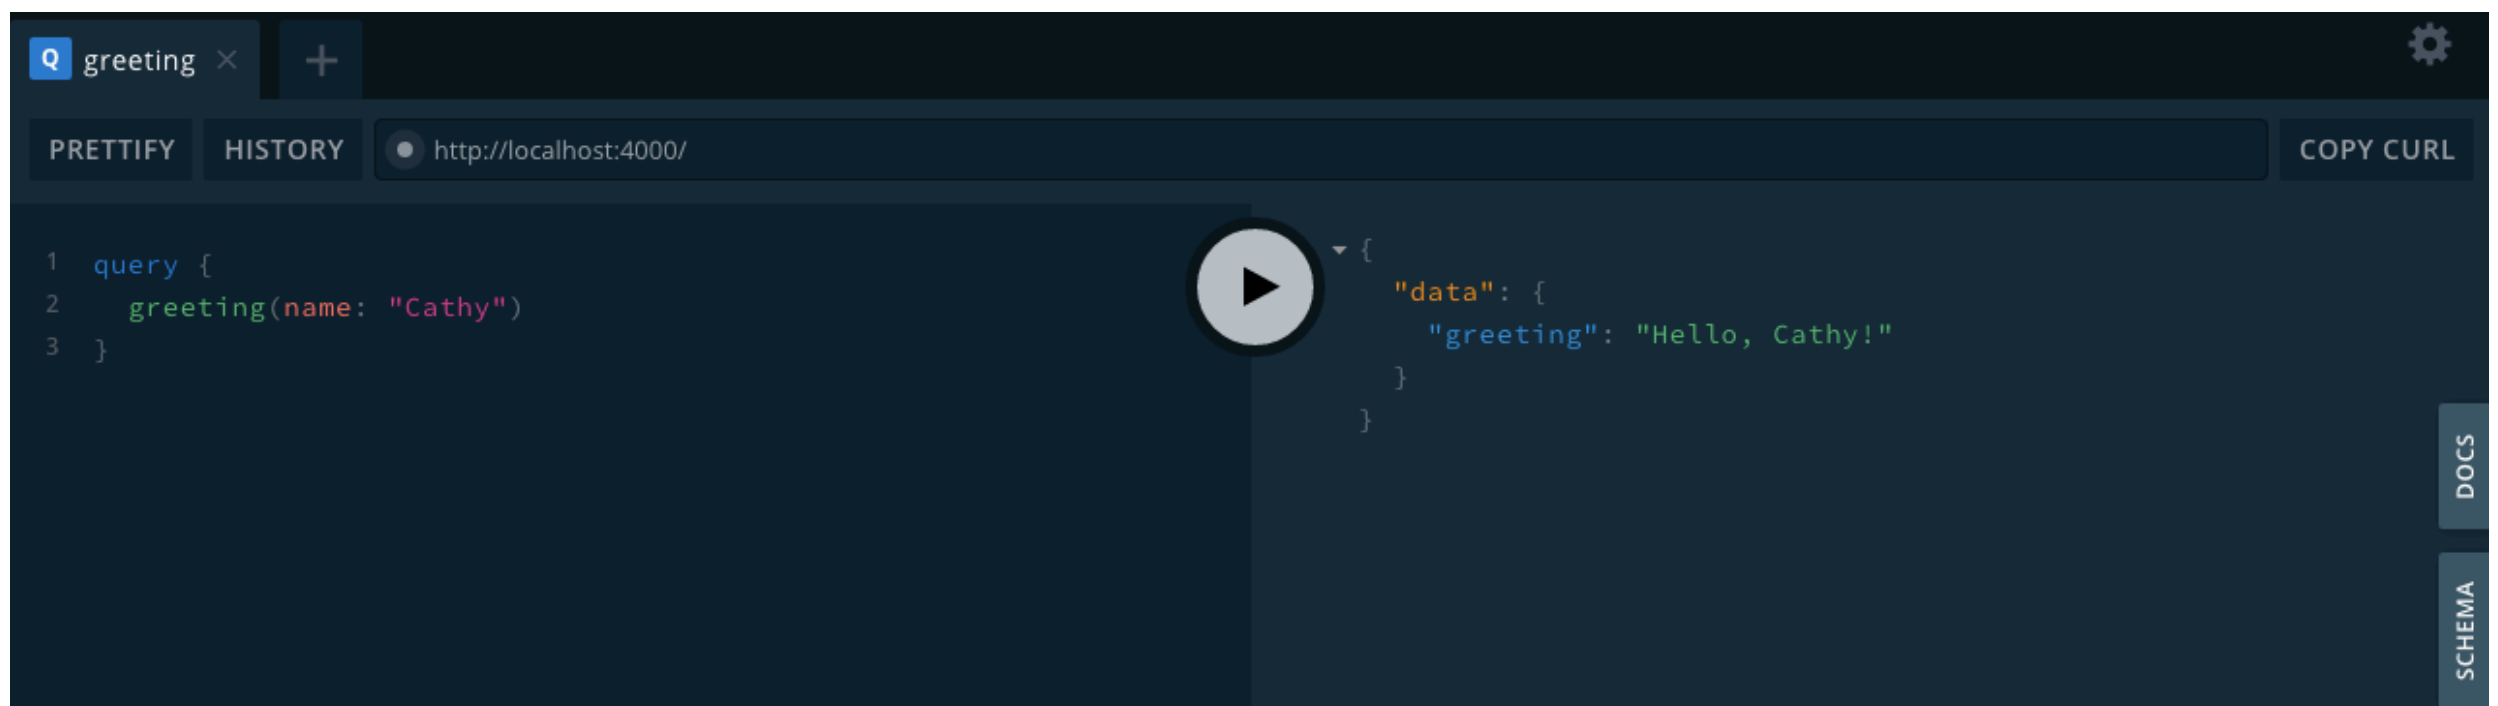 Q greeting
PRETTIFY HISTORY http://localhost:4000/ COPY CURL
1 query {
2 greeting(name: "Cathy")
3 }
{
"data": {
"greeting": "Hello, Cathy!"
}
}
DOCS
SCHEMA